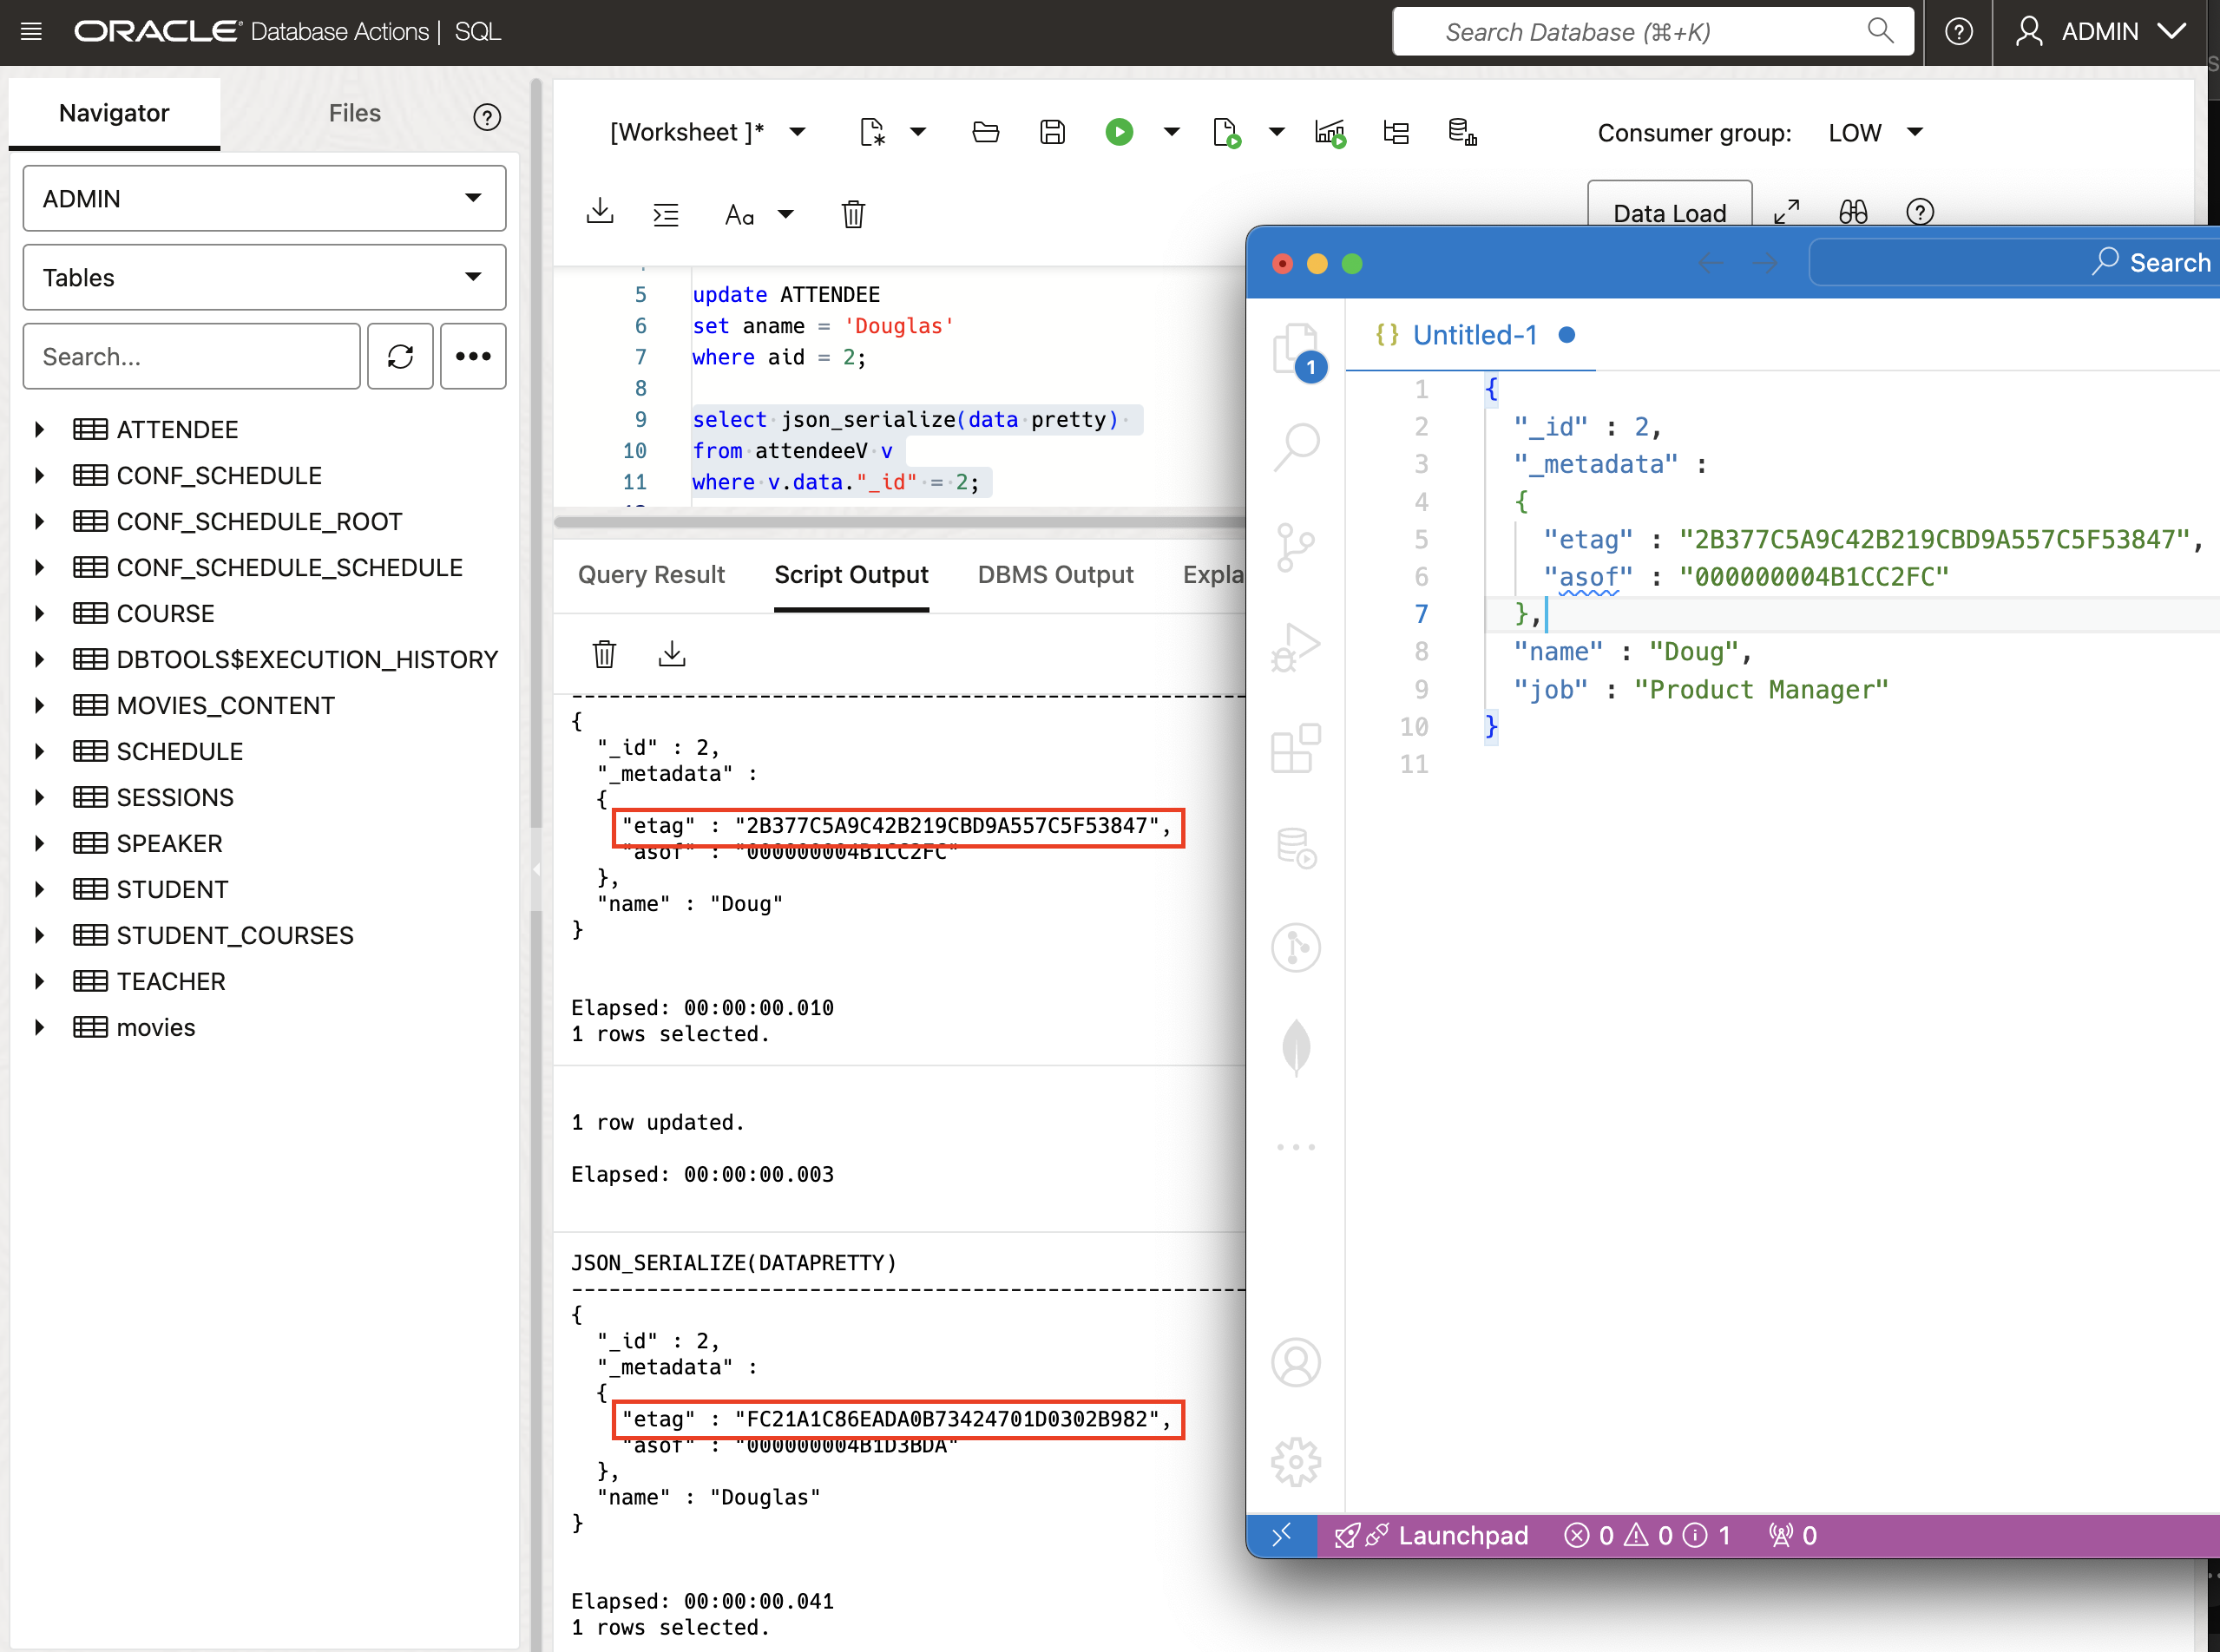 ORACLE Database Actions | SQL
Search Database (⌘+K)
ADMIN
Navigator
Files
ADMIN
Tables
Search...
ATTENDEE
CONF_SCHEDULE
CONF_SCHEDULE_ROOT
CONF_SCHEDULE_SCHEDULE
COURSE
DBTOOLS$EXECUTION_HISTORY
MOVIES_CONTENT
SCHEDULE
SESSIONS
SPEAKER
STUDENT
STUDENT_COURSES
TEACHER
movies
[Worksheet ]*
Consumer group: LOW
Aa
Data Load
5 update ATTENDEE
6 set aname = 'Douglas'
7 where aid = 2;
8
9 select json_serialize(data pretty)
10 from attendeeV v
11 where v.data."_id" = 2;
Query Result
Script Output
DBMS Output
Expla
{
"_id" : 2,
"_metadata" :
{
"etag" : "2B377C5A9C42B219CBD9A557C5F53847",
"asof" : "000000004B1CC2FC"
},
"name" : "Doug"
}
Elapsed: 00:00:00.010
1 rows selected.
1 row updated.
Elapsed: 00:00:00.003
JSON_SERIALIZE(DATAPRETTY)
{
"_id" : 2,
"_metadata" :
{
"etag" : "FC21A1C86EADA0B73424701D0302B982",
"asof" : "000000004B1D3BDA"
},
"name" : "Douglas"
}
Elapsed: 00:00:00.041
1 rows selected.
Search
{} Untitled-1
1
1 {
2 "_id" : 2,
3 "_metadata" :
4 {
5 "etag" : "2B377C5A9C42B219CBD9A557C5F53847",
6 "asof" : "000000004B1CC2FC"
7 },
8 "name" : "Doug",
9 "job" : "Product Manager"
10 }
11
Launchpad 0 0 1 0